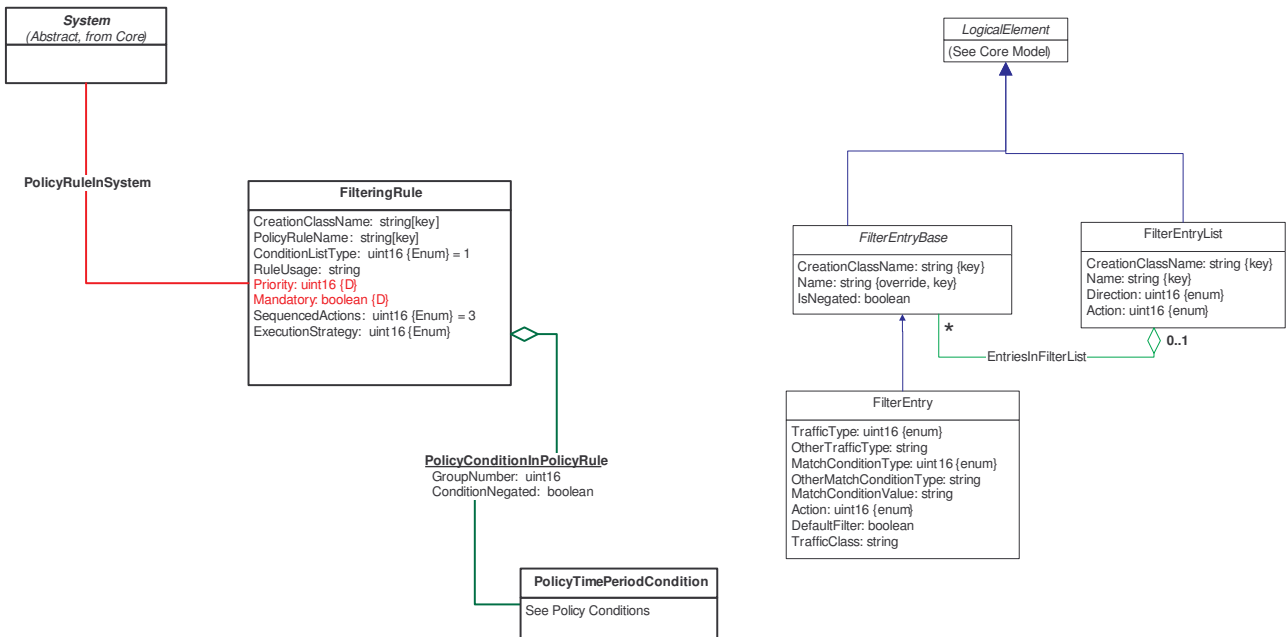 System
(Abstract, from Core)
PolicyRuleInSystem
FilteringRule
CreationClassName: string[key]
PolicyRuleName: string[key]
ConditionListType: uint16 {Enum} = 1
RuleUsage: string
Priority: uint16 {D}
Mandatory: boolean {D}
SequencedActions: uint16 {Enum} = 3
ExecutionStrategy: uint16 {Enum}
PolicyConditionInPolicyRule
GroupNumber: uint16
ConditionNegated: boolean
PolicyTimePeriodCondition
See Policy Conditions
LogicalElement
(See Core Model)
FilterEntryBase
CreationClassName: string {key}
Name: string {override, key}
IsNegated: boolean
FilterEntryList
CreationClassName: string {key}
Name: string {key}
Direction: uint16 {enum}
Action: uint16 {enum}
*
0..1
EntriesInFilterList
FilterEntry
TrafficType: uint16 {enum}
OtherTrafficType: string
MatchConditionType: uint16 {enum}
OtherMatchConditionType: string
MatchConditionValue: string
Action: uint16 {enum}
DefaultFilter: boolean
TrafficClass: string